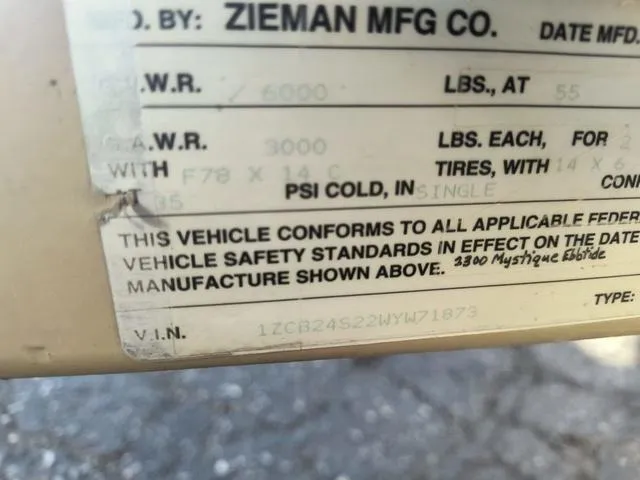 D. BY: ZIEMAN MFG CO. DATE MFD.
.W.R. / 6000 LBS., AT 55
A.W.R. 3000 LBS. EACH, FOR 2
WITH F78 X 14 C TIRES, WITH 14 X 6
35 PSI COLD, IN SINGLE CONF
THIS VEHICLE CONFORMS TO ALL APPLICABLE FEDER
VEHICLE SAFETY STANDARDS IN EFFECT ON THE DATE
MANUFACTURE SHOWN ABOVE. 2300 Mystique Ebbtide
TYPE:
V.I.N. 1ZCB24S22WYW71873